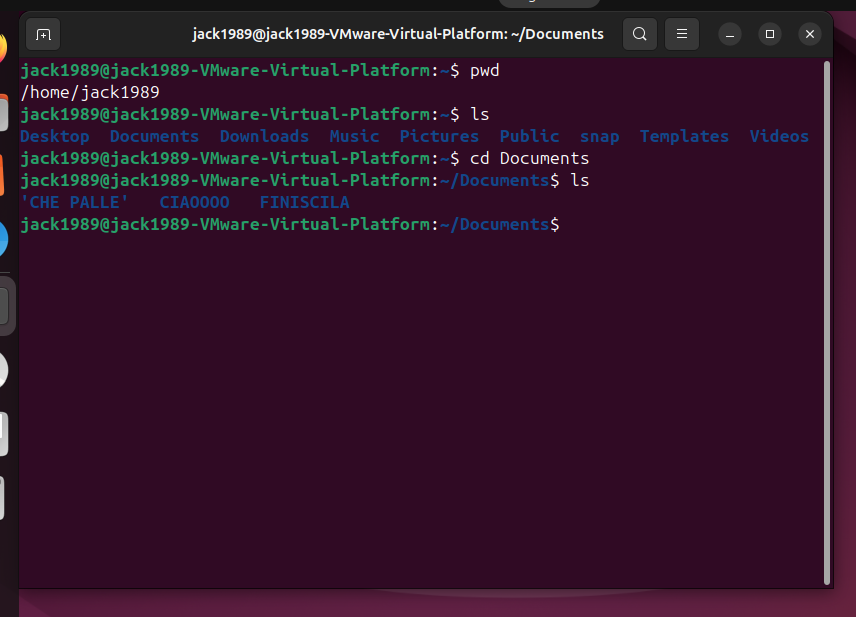 jack1989@jack1989-VMware-Virtual-Platform: ~/Documents
jack1989@jack1989-VMware-Virtual-Platform:~$ pwd
/home/jack1989
jack1989@jack1989-VMware-Virtual-Platform:~$ ls
Desktop  Documents  Downloads  Music  Pictures  Public  snap  Templates  Videos
jack1989@jack1989-VMware-Virtual-Platform:~$ cd Documents
jack1989@jack1989-VMware-Virtual-Platform:~/Documents$ ls
'CHE PALLE'   CIAOOOO   FINISCILA
jack1989@jack1989-VMware-Virtual-Platform:~/Documents$